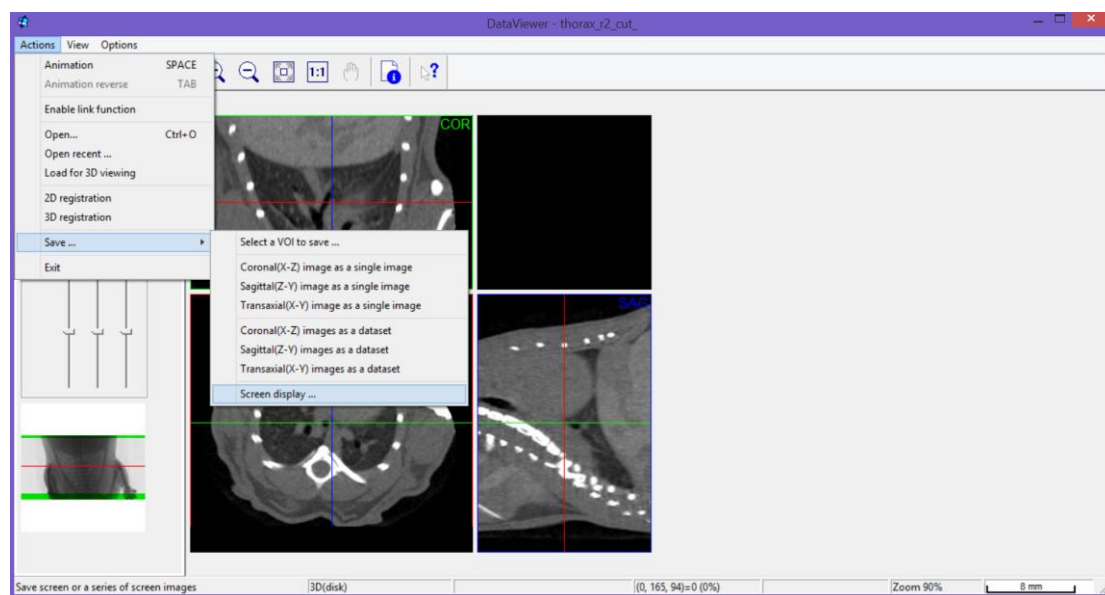 DataViewer - thorax_r2_cut_
Actions View Options
Animation SPACE
Animation reverse TAB
Enable link function
Open... Ctrl+O
Open recent ...
Load for 3D viewing
2D registration
3D registration
Save ...
Exit
1:1
COR
Select a VOI to save ...
Coronal(X-Z) image as a single image
Sagittal(Z-Y) image as a single image
Transaxial(X-Y) image as a single image
Coronal(X-Z) images as a dataset
Sagittal(Z-Y) images as a dataset
Transaxial(X-Y) images as a dataset
Screen display ...
SAG
Save screen or a series of screen images 3D(disk) (0, 165, 94)=0 (0%) Zoom 90% 8 mm